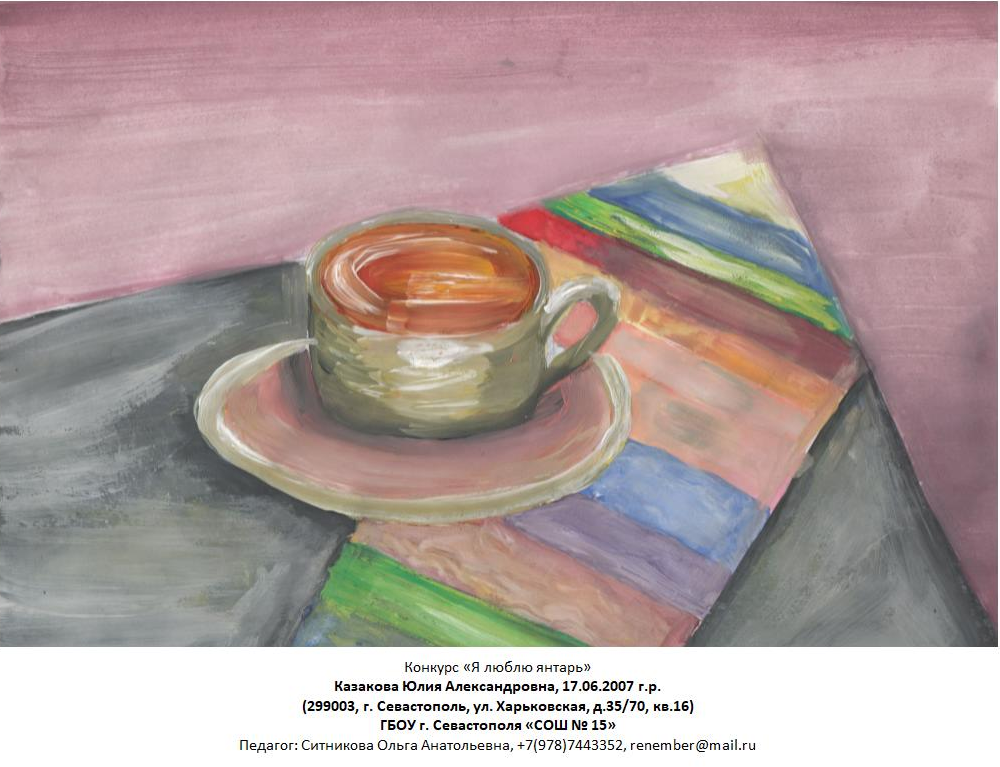 Конкурс «Я люблю янтарь»
Казакова Юлия Александровна, 17.06.2007 г.р.
(299003, г. Севастополь, ул. Харьковская, д.35/70, кв.16)
ГБОУ г. Севастополя «СОШ № 15»
Педагог: Ситникова Ольга Анатольевна, +7(978)7443352, renember@mail.ru